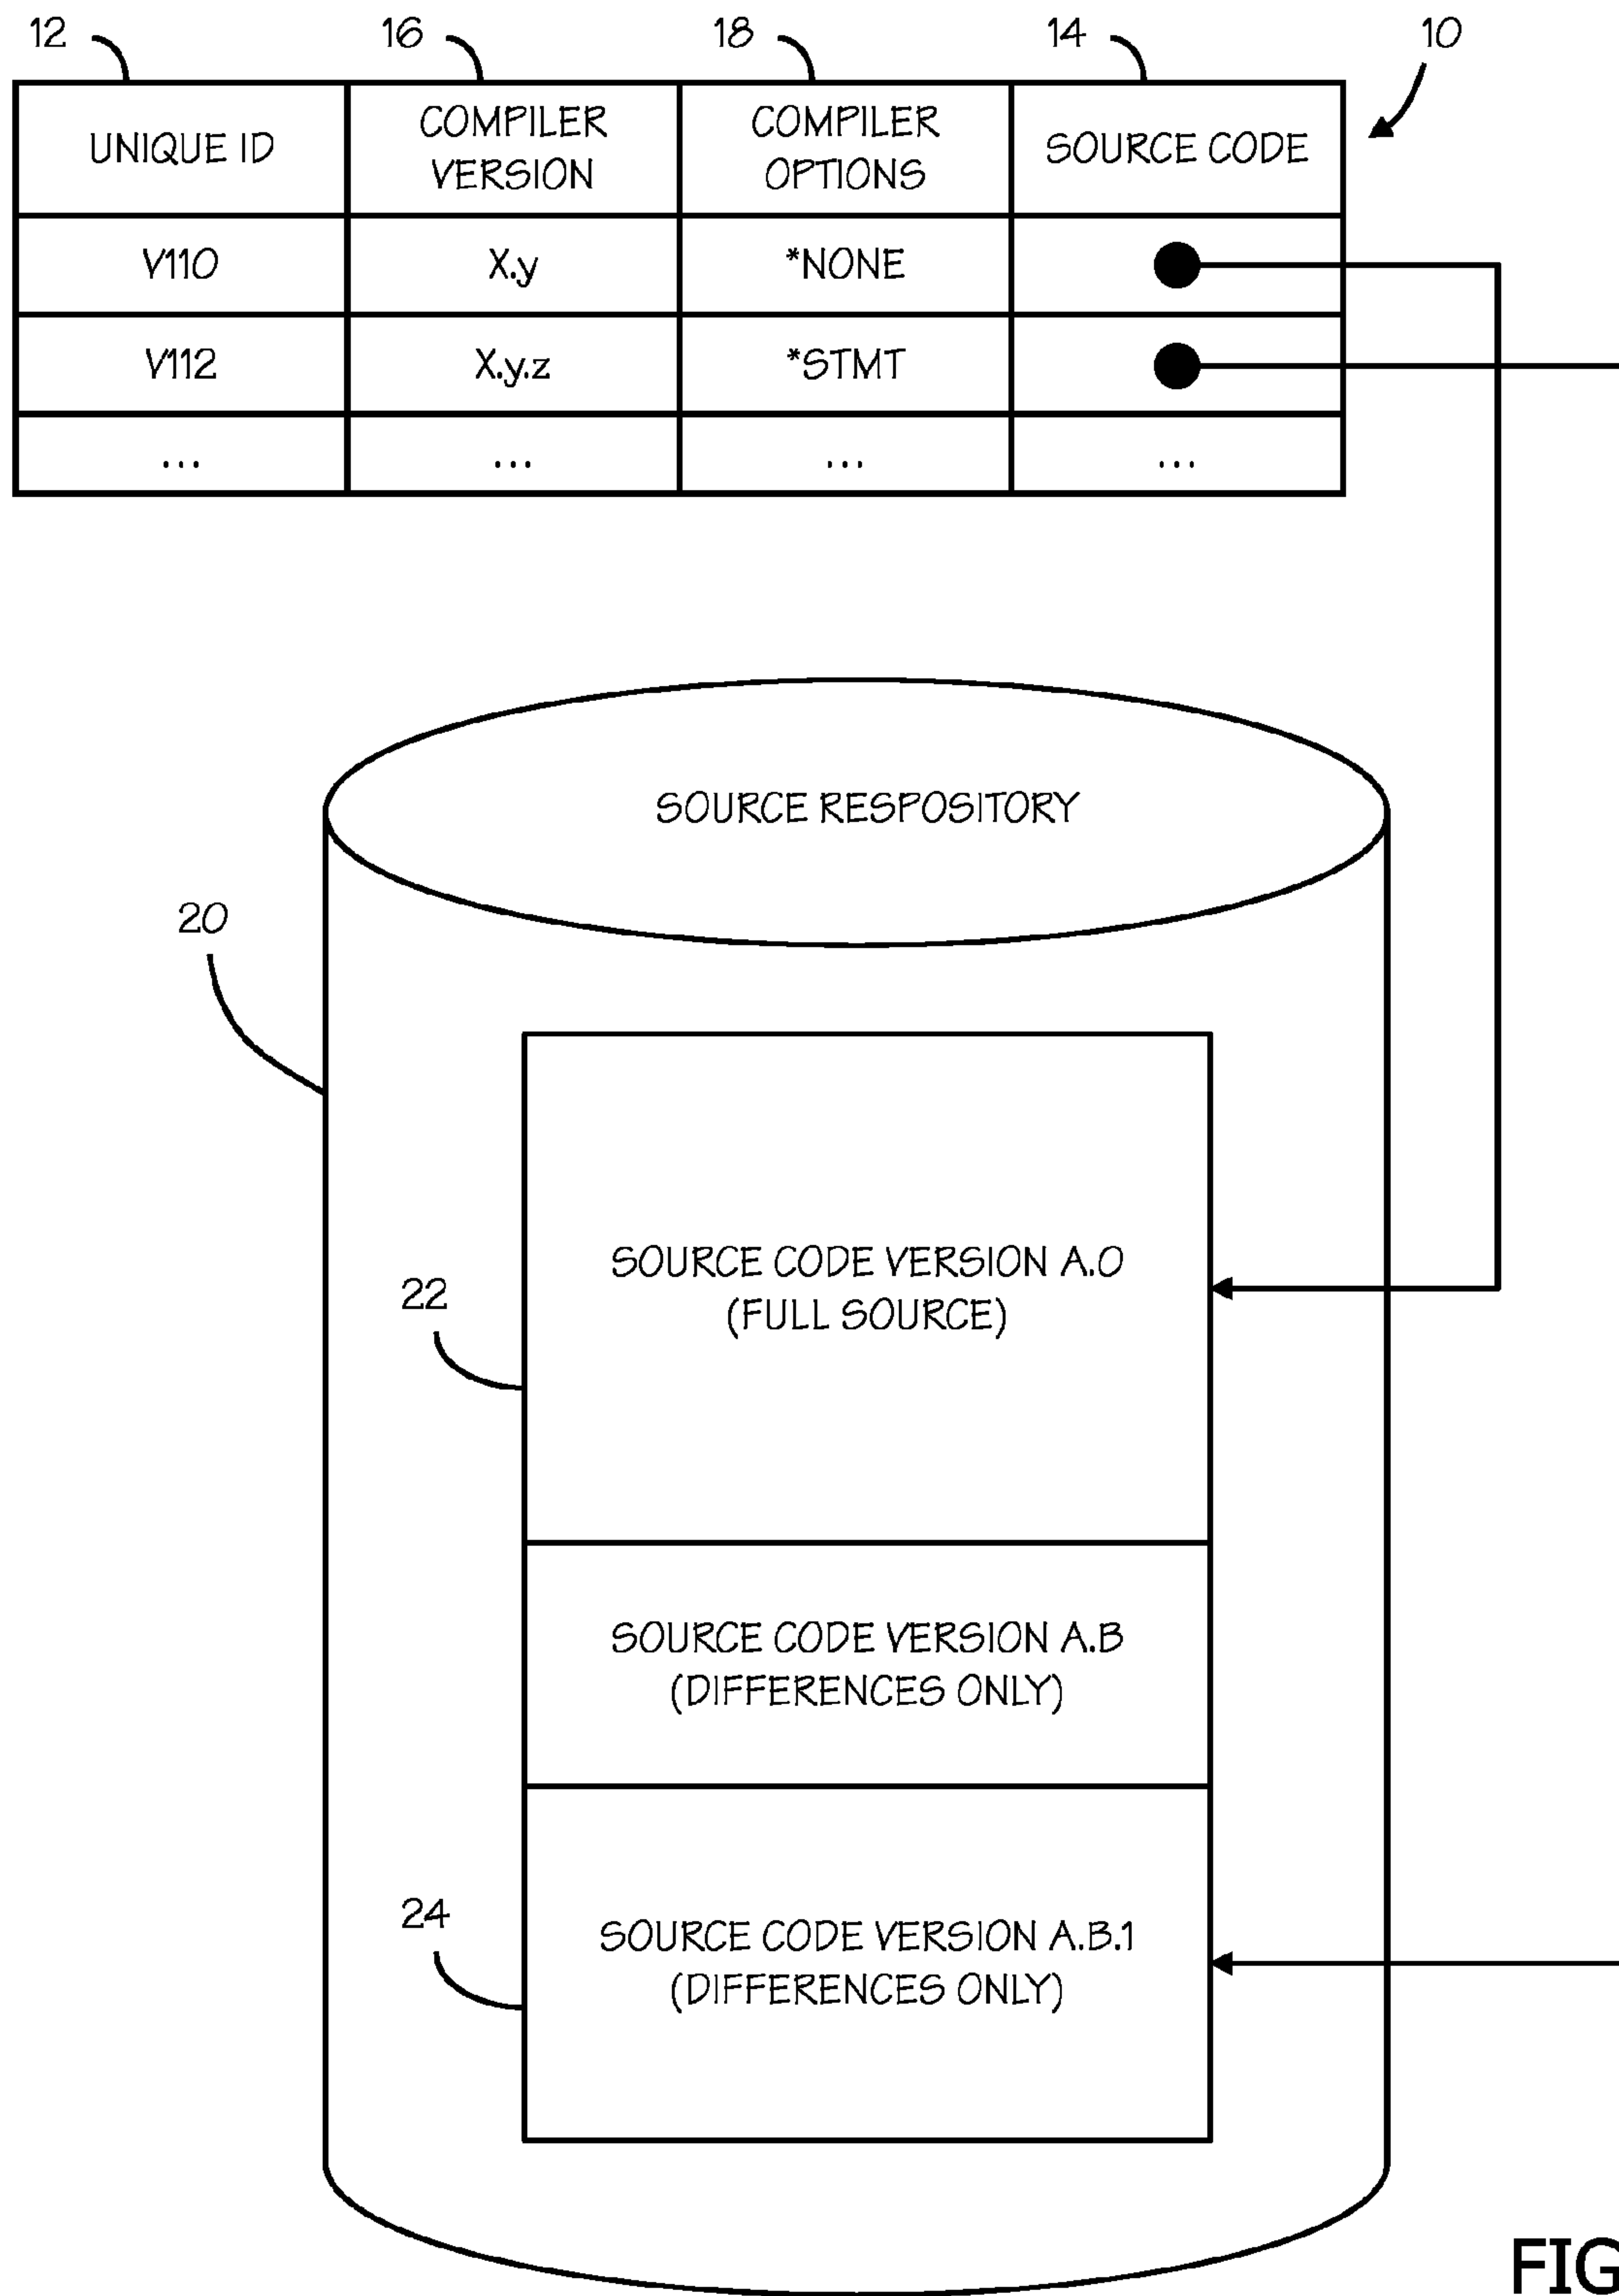 12 16 18 14 10
UNIQUE ID COMPILER VERSION COMPILER OPTIONS SOURCE CODE
V110 X.y *NONE
V112 X.y.z *STMT
... ... ... ...
SOURCE RESPOSITORY
20
SOURCE CODE VERSION A.0
(FULL SOURCE)
22
SOURCE CODE VERSION A.B
(DIFFERENCES ONLY)
24
SOURCE CODE VERSION A.B.1
(DIFFERENCES ONLY)
FIG